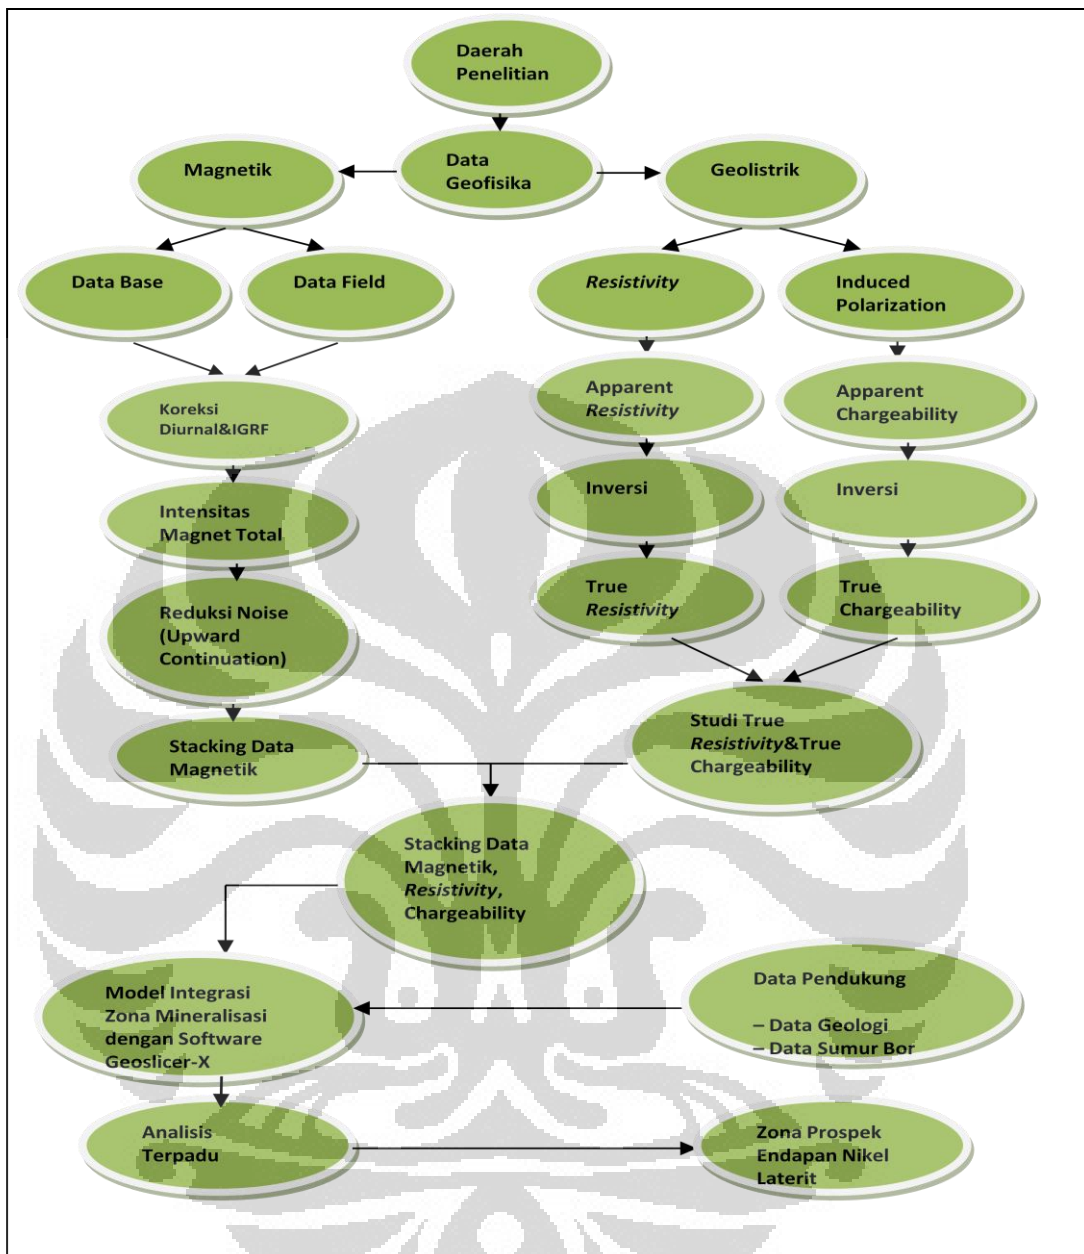 Daerah
Penelitian
Data
Geofisika
Magnetik
Geolistrik
Data Base
Data Field
Resistivity
Induced
Polarization
Koreksi
Diurnal&IGRF
Apparent
Resistivity
Apparent
Chargeability
Intensitas
Magnet Total
Inversi
Inversi
Reduksi Noise
(Upward
Continuation)
True
Resistivity
True
Chargeability
Stacking Data
Magnetik
Studi True
Resistivity&True
Chargeability
Stacking Data
Magnetik,
Resistivity,
Chargeability
Model Integrasi
Zona Mineralisasi
dengan Software
Geoslicer-X
Data Pendukung
– Data Geologi
– Data Sumur Bor
Analisis
Terpadu
Zona Prospek
Endapan Nikel
Laterit